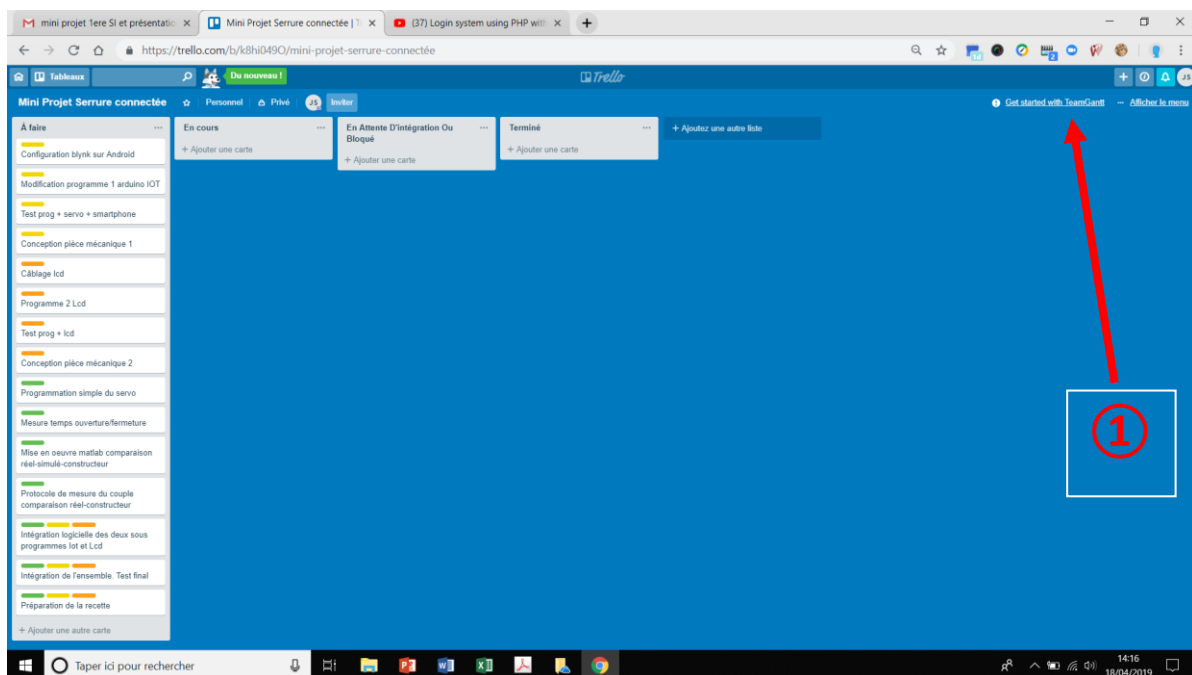 mini projet 1ere SI et présentatio
Mini Projet Serrure connectée | T
(37) Login system using PHP with
https://trello.com/b/k8hi049O/mini-projet-serrure-connectée
Tableaux
Du nouveau !
Trello
JS
Mini Projet Serrure connectée
Personnel
Privé
JS
Inviter
Get started with TeamGantt
Afficher le menu
À faire
Configuration blynk sur Android
Modification programme 1 arduino IOT
Test prog + servo + smartphone
Conception pièce mécanique 1
Câblage lcd
Programme 2 Lcd
Test prog + lcd
Conception pièce mécanique 2
Programmation simple du servo
Mesure temps ouverture/fermeture
Mise en oeuvre matlab comparaison
réel-simulé-constructeur
Protocole de mesure du couple
comparaison réel-constructeur
Intégration logicielle des deux sous
programmes Iot et Lcd
Intégration de l'ensemble. Test final
Préparation de la recette
+ Ajouter une autre carte
En cours
+ Ajouter une carte
En Attente D'intégration Ou
Bloqué
+ Ajouter une carte
Terminé
+ Ajouter une carte
+ Ajoutez une autre liste
①
Taper ici pour rechercher
14:16
18/04/2019